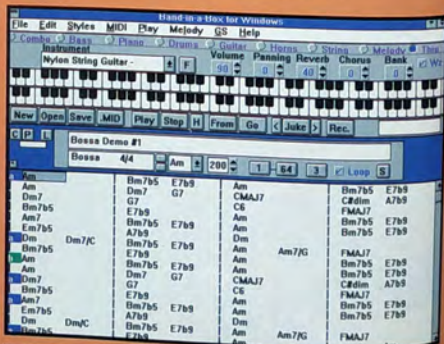 Band-in-a-Box for Windows
File Edit Styles MIDI Play Melody GS Help
Combo Bass Piano Drums Guitar Horns String Melody Thru
Instrument Volume Panning Reverb Chorus Bank
Nylon String Guitar - F 90 0 40 0 0
New Open Save .MID Play Stop H From Go < Juke > Rec.
C P L Bossa Demo #1
Bossa 4/4 Am 200 1 - 64 3 Loop S
a Am Bm7b5 E7b9 Am Bm7b5 E7b9
Am Dm7 G7 CMAJ7 C#dim A7b9
Dm7 G7 C6 FMAJ7
Bm7b5 E7b9 Am Bm7b5 E7b9
Am7 Bm7b5 E7b9 Am Bm7b5 E7b9
Em7b5 A7b9 Dm
Dm Dm7/C Bm7b5 E7b9 Am Am7/G FMAJ7
Bm7b5 E7b9 Am Bm7b5 E7b9
b Am Bm7b5 E7b9 Am Bm7b5 E7b9
Am Dm7 G7 CMAJ7 C#dim A7b9
Dm7 G7 C6 FMAJ7
Bm7b5 E7b9 Am Bm7b5 E7b9
Am7 Bm7b5 E7b9 Am Bm7b5 E7b9
Em7b5 A7b9 Dm
Dm Dm/C Bm7b5 E7b9 Am Am7/G FMAJ7
Bm7b5 Dm